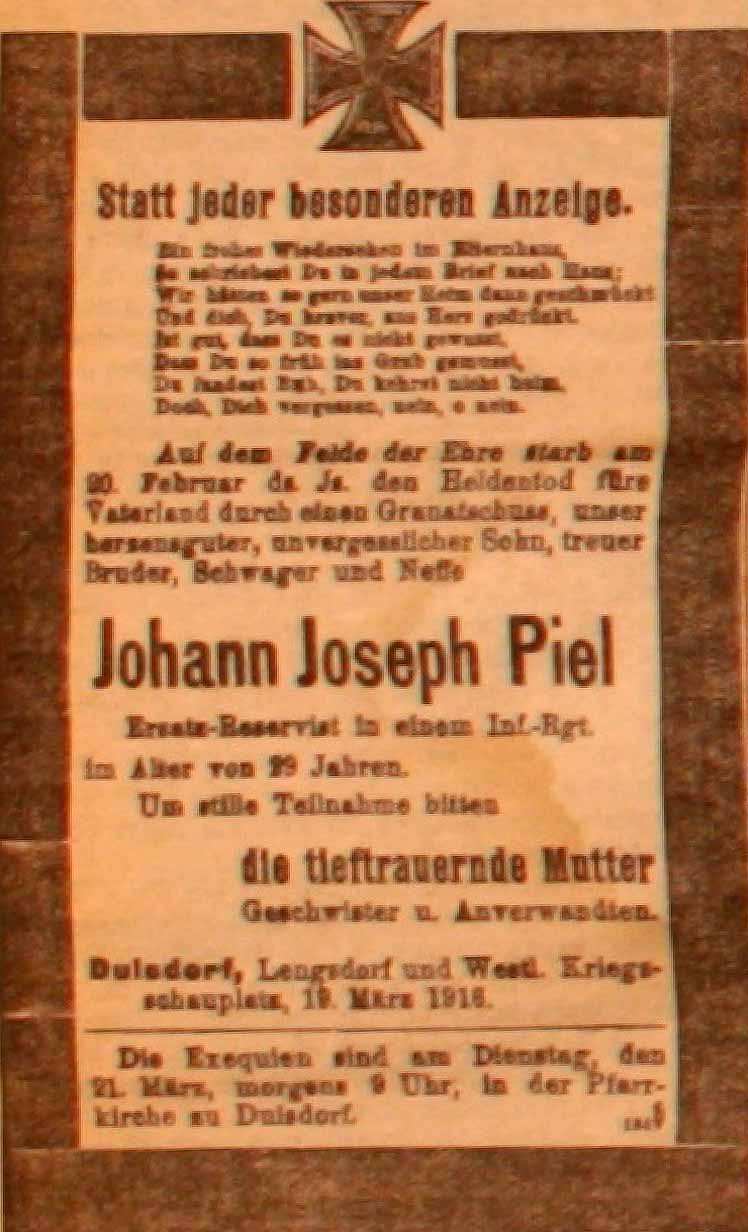 Statt jeder besonderen Anzeige.
Ein frohes Wiedersehen im Elternhaus,
So schriebest Du in jedem Brief nach Haus;
Wir hätten so gern unser Heim dann geschmückt
Und dich, Du braver, ans Herz gedrückt.
Ist gut, dass Du es nicht gewusst,
Dass Du so früh ins Grab gemusst,
Du fandest Ruh, Du kehrst nicht heim,
Doch, Dich vergessen, nein, o nein.
Auf dem Felde der Ehre starb am
20. Februar ds. Js. den Heldentod fürs
Vaterland durch einen Granatschuss, unser
herzensguter, unvergesslicher Sohn, treuer
Bruder, Schwager und Neffe
Johann Joseph Piel
Ersatz-Reservist in einem Inf.-Rgt.
im Alter von 29 Jahren.
Um stille Teilnahme bitten
die tieftrauernde Mutter
Geschwister u. Anverwandten.
Duisdorf, Lengsdorf und Westl. Kriegs-
schauplatz, 19. März 1916.
Die Exequien sind am Dienstag, den
21. März, morgens 9 Uhr, in der Pfarr-
kirche zu Duisdorf.